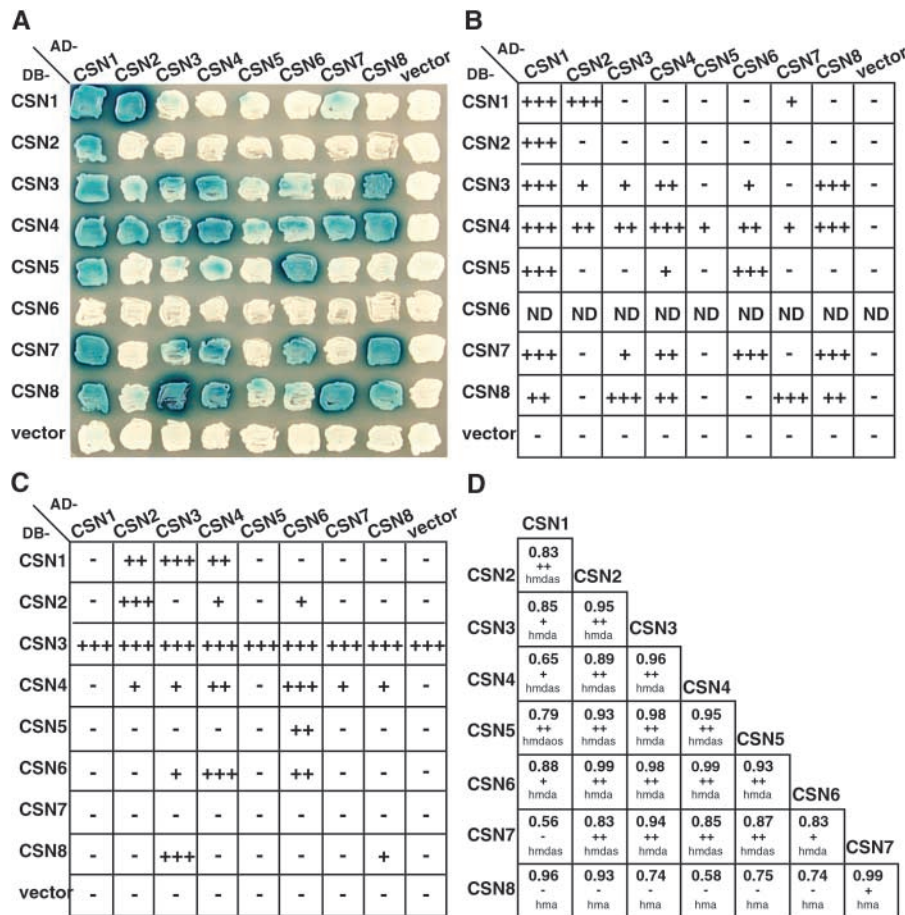 A
B
AD-
DB-
CSN1 CSN2 CSN3 CSN4 CSN5 CSN6 CSN7 CSN8 vector
CSN1
CSN2
CSN3
CSN4
CSN5
CSN6
CSN7
CSN8
vector
AD-
DB-
CSN1 CSN2 CSN3 CSN4 CSN5 CSN6 CSN7 CSN8 vector
CSN1 +++ +++ - - - - + - -
CSN2 +++ - - - - - - - -
CSN3 +++ + + ++ - + - +++ -
CSN4 +++ ++ ++ +++ + ++ + +++ -
CSN5 +++ - - + - +++ - - -
CSN6 ND ND ND ND ND ND ND ND ND
CSN7 +++ - + ++ - +++ - +++ -
CSN8 ++ - +++ ++ - - +++ ++ -
vector - - - - - - - - -
C
D
AD-
DB-
CSN1 CSN2 CSN3 CSN4 CSN5 CSN6 CSN7 CSN8 vector
CSN1 - ++ +++ ++ - - - - -
CSN2 - +++ - + - + - - -
CSN3 +++ +++ +++ +++ +++ +++ +++ +++ +++
CSN4 - + + ++ - +++ + + -
CSN5 - - - - - ++ - - -
CSN6 - - + +++ - ++ - - -
CSN7 - - - - - - - - -
CSN8 - - +++ - - - - + -
vector - - - - - - - - -
CSN1
0.83
CSN2 ++ CSN2
hmdas
0.85 0.95
CSN3 + ++ CSN3
hmda hmda
0.65 0.89 0.96
CSN4 + ++ ++ CSN4
hmdas hmdas hmda
0.79 0.93 0.98 0.95
CSN5 ++ ++ ++ ++ CSN5
hmdaos hmdas hmda hmdas
0.88 0.99 0.98 0.99 0.93
CSN6 + ++ ++ ++ ++ CSN6
hmda hmda hmda hmda hmda
0.56 0.83 0.94 0.85 0.87 0.83
CSN7 - ++ ++ ++ ++ + CSN7
hmdas hmdas hmda hmdas hmdas hmda
0.96 0.93 0.74 0.58 0.75 0.74 0.99
CSN8 - - - - - - +
hma hma hma hma hma hma hma